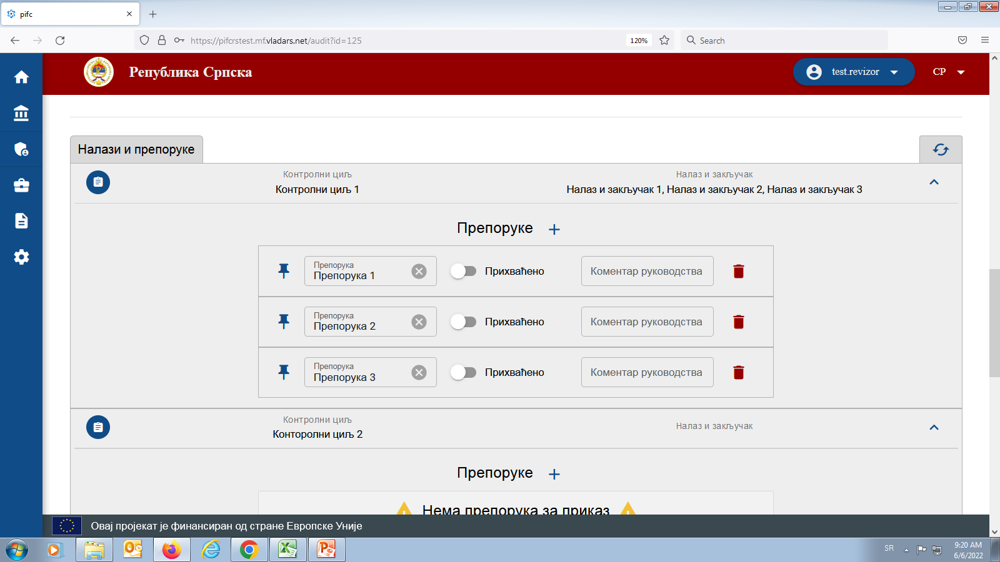 pifc
https://pifcrstest.mf.vladars.net/audit?id=125
120%
Search
Република Српска
test.revizor
СР
Налази и препоруке
Контролни циљ
Контролни циљ 1
Налаз и закључак
Налаз и закључак 1, Налаз и закључак 2, Налаз и закључак 3
Препоруке +
Препорука
Препорука 1
Прихваћено
Коментар руководства
Препорука
Препорука 2
Прихваћено
Коментар руководства
Препорука
Препорука 3
Прихваћено
Коментар руководства
Контролни циљ
Конторолни циљ 2
Налаз и закључак
Препоруке +
Нема препорука за приказ
Овај пројекат је финансиран од стране Европске Уније
SR
9:20 AM
6/6/2022